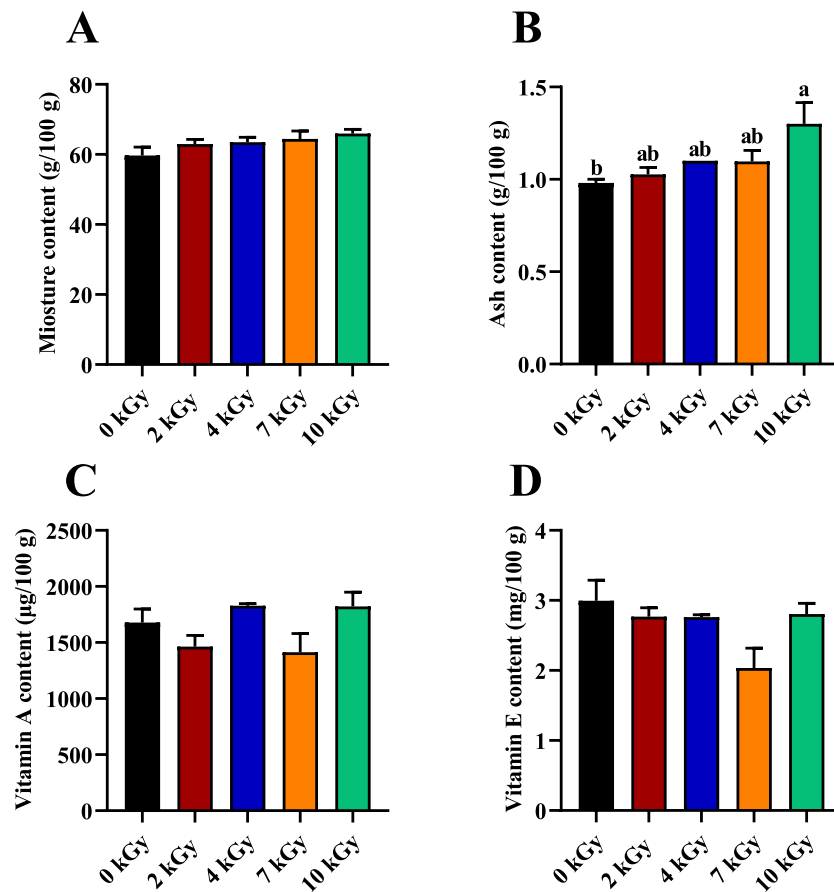 A
Miosture content (g/100 g)
80
60
40
20
0
0 kGy
2 kGy
4 kGy
7 kGy
10 kGy
B
Ash content (g/100 g)
1.5
1.0
0.5
0.0
b
ab
ab
ab
a
0 kGy
2 kGy
4 kGy
7 kGy
10 kGy
C
Vitamin A content (µg/100 g)
2500
2000
1500
1000
500
0
0 kGy
2 kGy
4 kGy
7 kGy
10 kGy
D
Vitamin E content (mg/100 g)
4
3
2
1
0
0 kGy
2 kGy
4 kGy
7 kGy
10 kGy